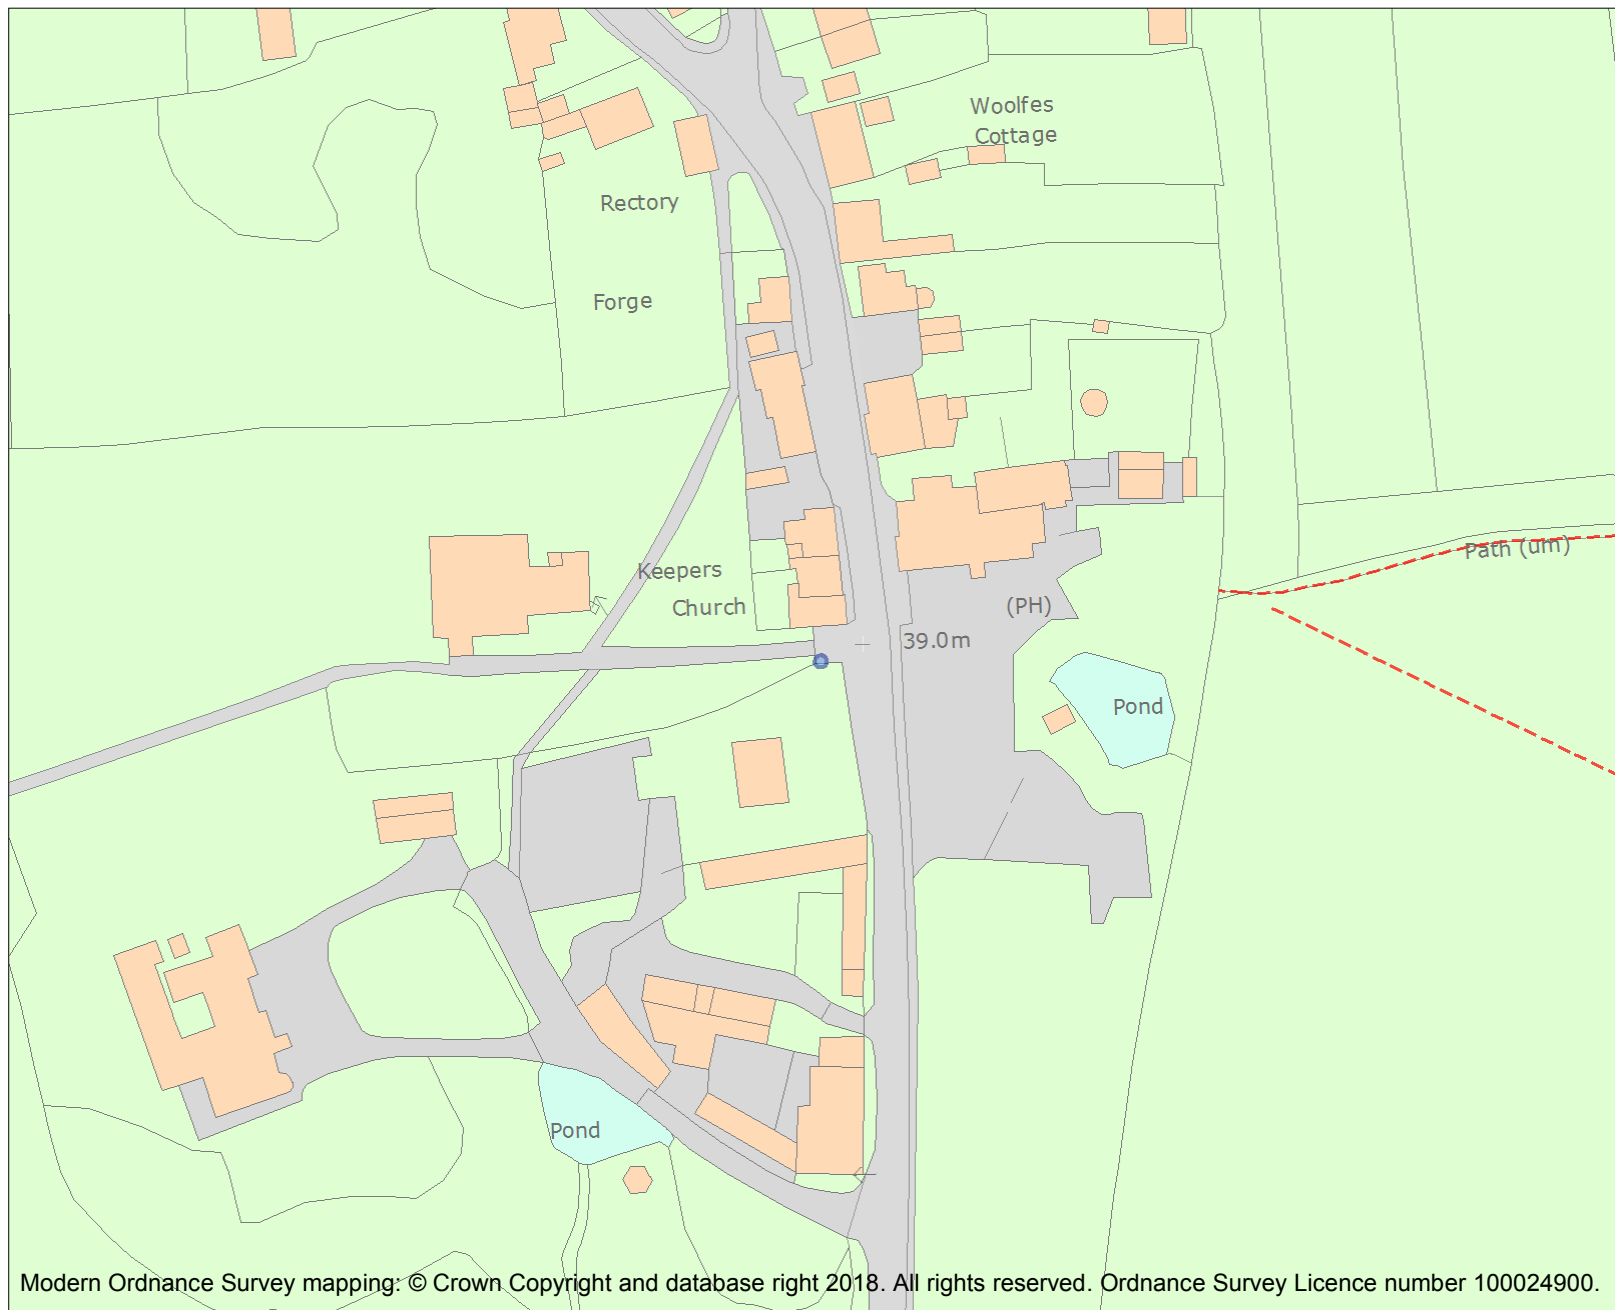 Woolfes
Cottage
Rectory
Forge
Path (um)
Keepers
Church
(PH)
39.0m
Pond
Pond
Modern Ordnance Survey mapping: © Crown Copyright and database right 2018. All rights reserved. Ordnance Survey Licence number 100024900.